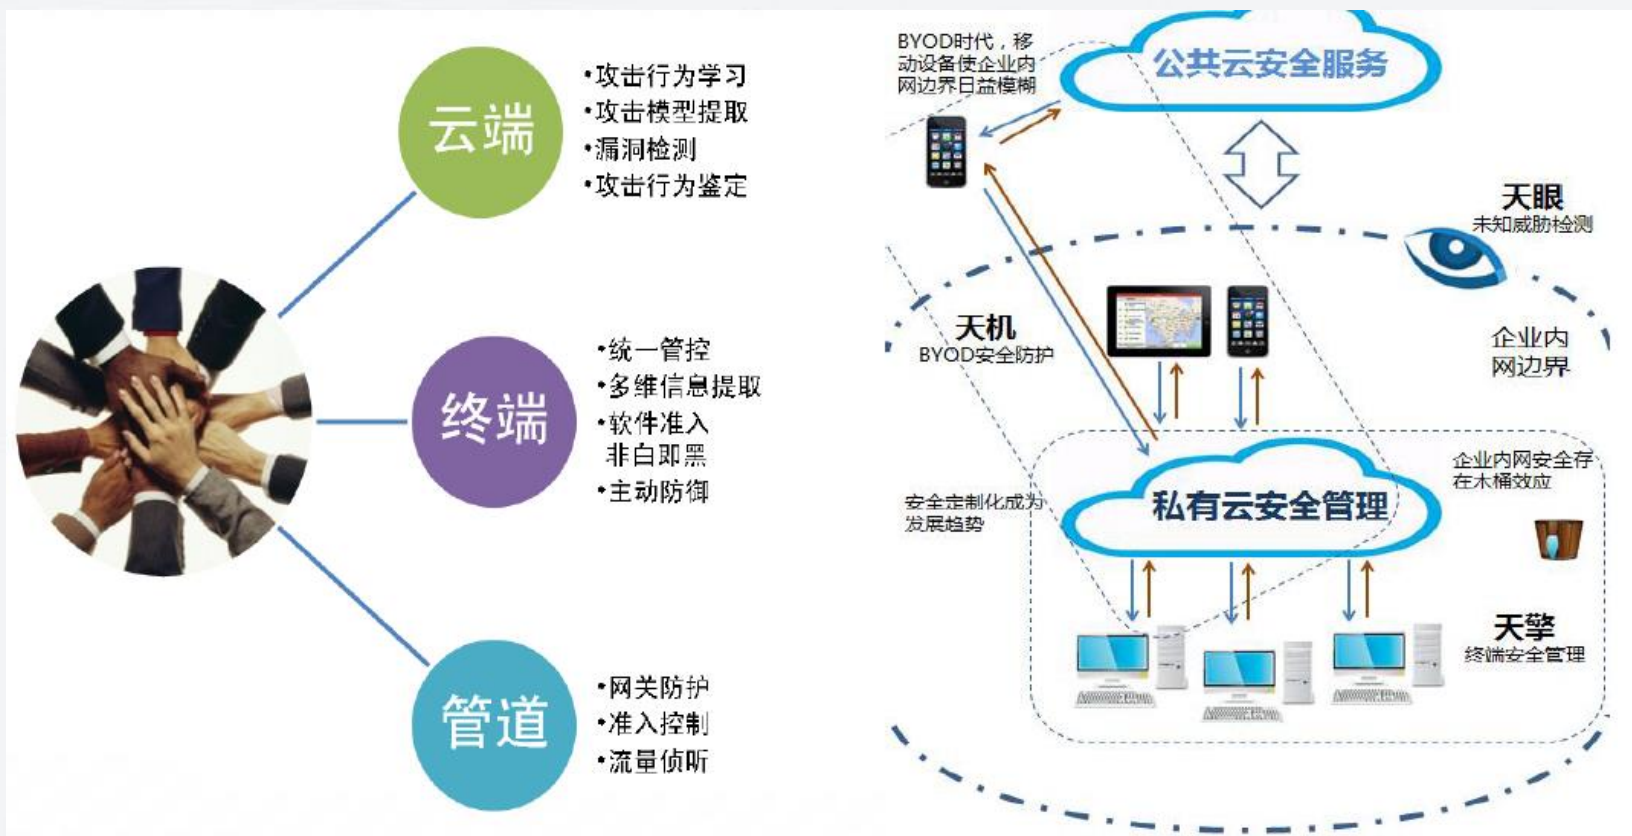 云端
•攻击行为学习
•攻击模型提取
•漏洞检测
•攻击行为鉴定
终端
•统一管控
•多维信息提取
•软件准入
非白即黑
•主动防御
管道
•网关防护
•准入控制
•流量侦听
BYOD时代，移
动设备使企业内
网边界日益模糊
公共云安全服务
天眼
未知威胁检测
天机
BYOD安全防护
企业内
网边界
安全定制化成为
发展趋势
私有云安全管理
企业内网安全存
在木桶效应
天擎
终端安全管理